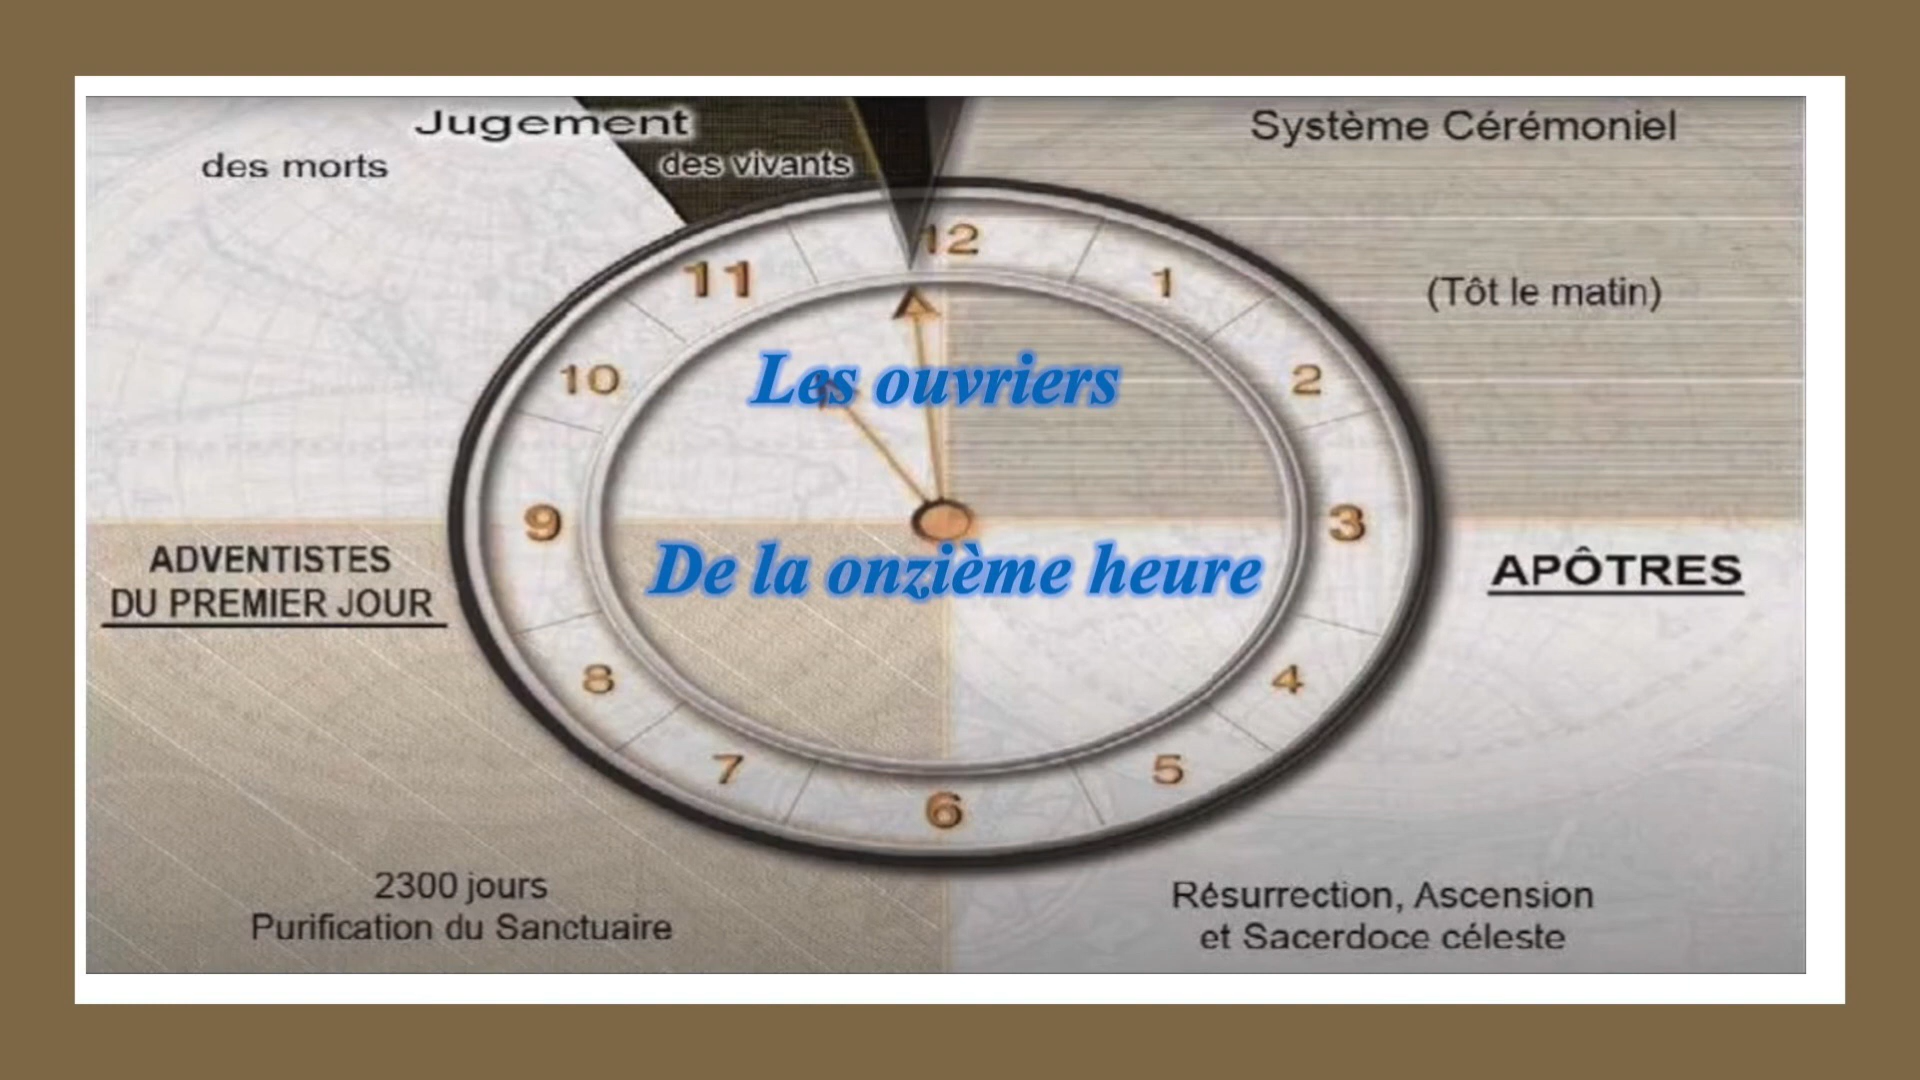 Jugement
des morts
des vivants
Système Cérémoniel
(Tôt le matin)
12
1
2
3
4
5
6
7
8
9
10
11
Les ouvriers
De la onzième heure
ADVENTISTES
DU PREMIER JOUR
APÔTRES
2300 jours
Purification du Sanctuaire
Résurrection, Ascension
et Sacerdoce céleste